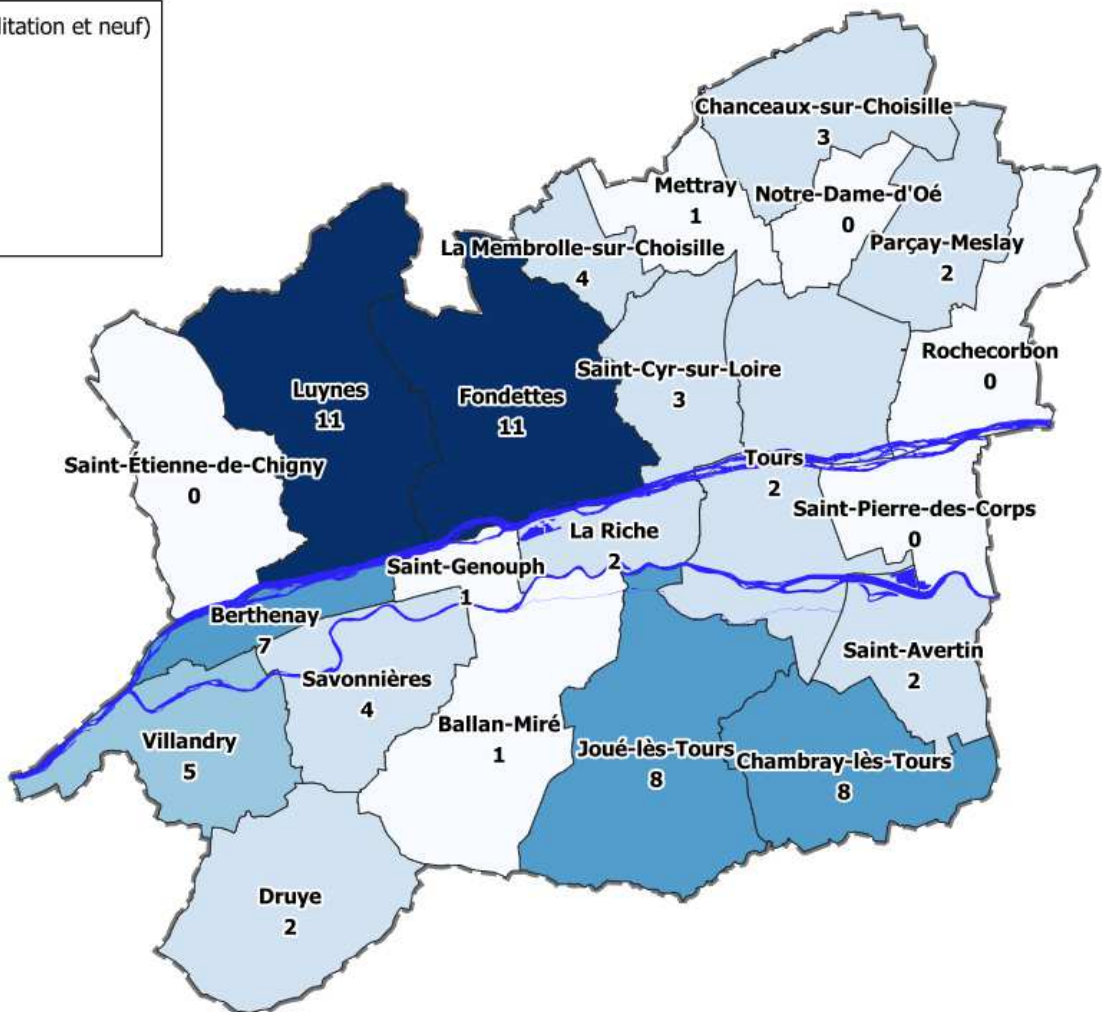 litation et neuf)
Chanceaux-sur-Choisille
3
Mettray
1
Notre-Dame-d'Oé
0
La Membrolle-sur-Choisille
4
Parçay-Meslay
2
Rochecorbon
0
Saint-Cyr-sur-Loire
3
Luynes
11
Fondettes
11
Saint-Étienne-de-Chigny
0
Tours
2
Saint-Pierre-des-Corps
0
La Riche
2
Saint-Genouph
1
Berthenay
7
Saint-Avertin
2
Savonnières
4
Ballan-Miré
1
Villandry
5
Joué-lès-Tours
8
Chambray-lès-Tours
8
Druye
2